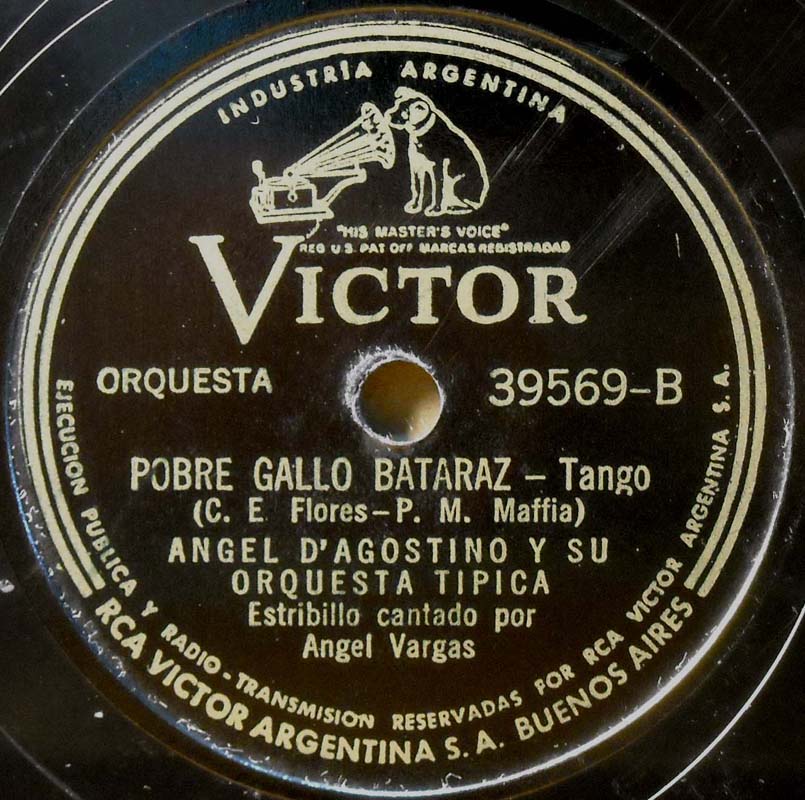 INDUSTRIA ARGENTINA
"HIS MASTER'S VOICE"
REG U.S. PAT OFF MARCAS REGISTRADAS
VICTOR
ORQUESTA
39569-B
POBRE GALLO BATARAZ – Tango
(C. E Flores – P. M. Maffia)
ANGEL D'AGOSTINO Y SU
ORQUESTA TIPICA
Estribillo cantado por
Angel Vargas
EJECUCION PUBLICA Y RADIO-TRANSMISION RESERVADAS POR RCA VICTOR ARGENTINA S. A.
RCA VICTOR ARGENTINA S. A. BUENOS AIRES